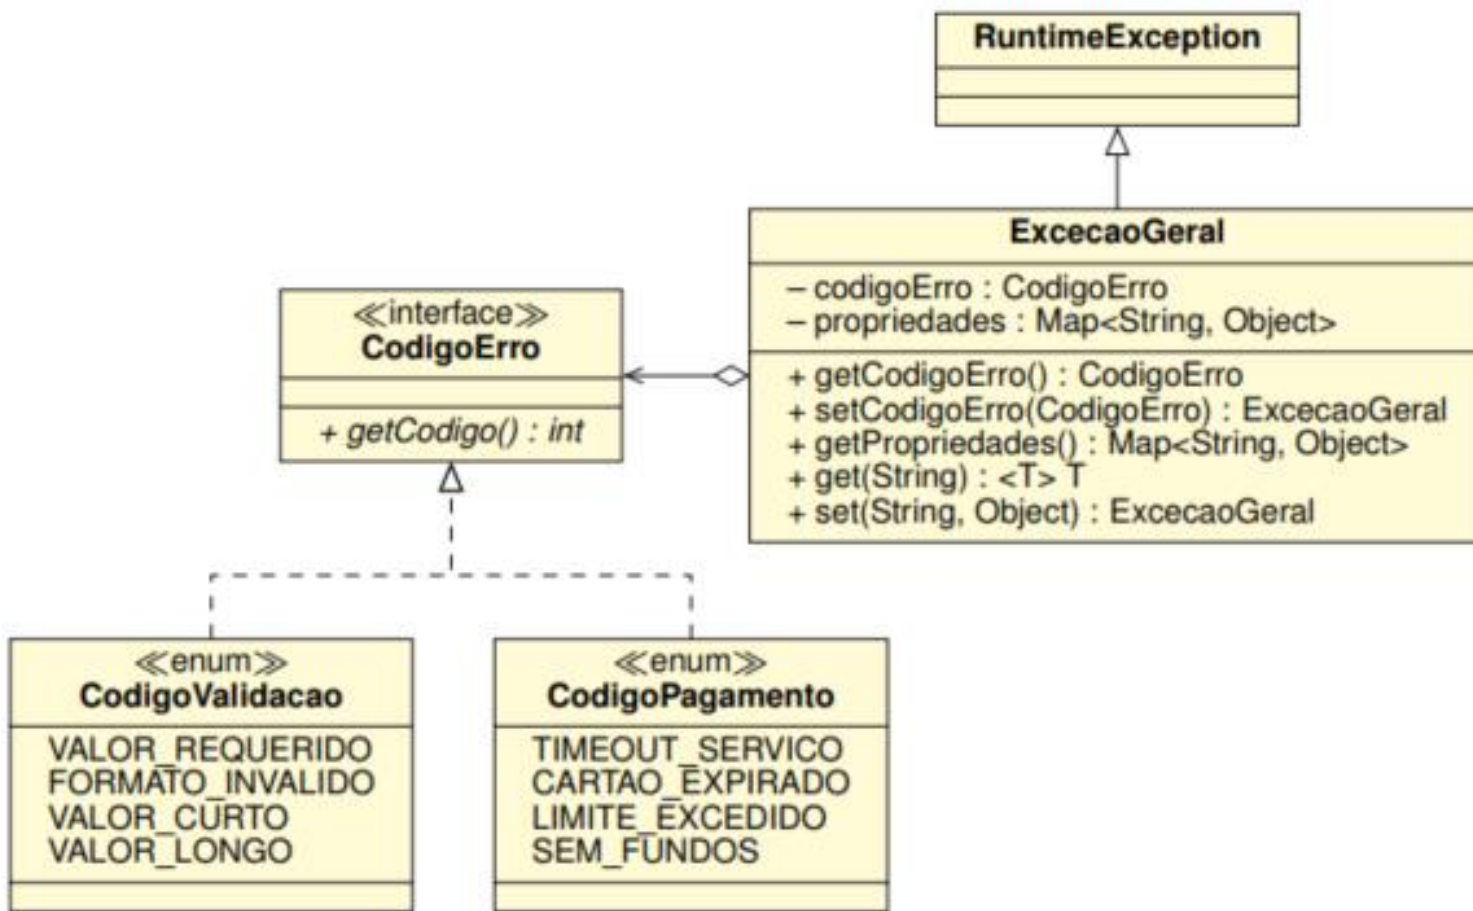 RuntimeException
ExcecaoGeral
– codigoErro : CodigoErro
– propriedades : Map<String, Object>
+ getCodigoErro() : CodigoErro
+ setCodigoErro(CodigoErro) : ExcecaoGeral
+ getPropriedades() : Map<String, Object>
+ get(String) : <T> T
+ set(String, Object) : ExcecaoGeral
≪interface≫
CodigoErro
+ getCodigo() : int
≪enum≫
CodigoValidacao
VALOR_REQUERIDO
FORMATO_INVALIDO
VALOR_CURTO
VALOR_LONGO
≪enum≫
CodigoPagamento
TIMEOUT_SERVICO
CARTAO_EXPIRADO
LIMITE_EXCEDIDO
SEM_FUNDOS